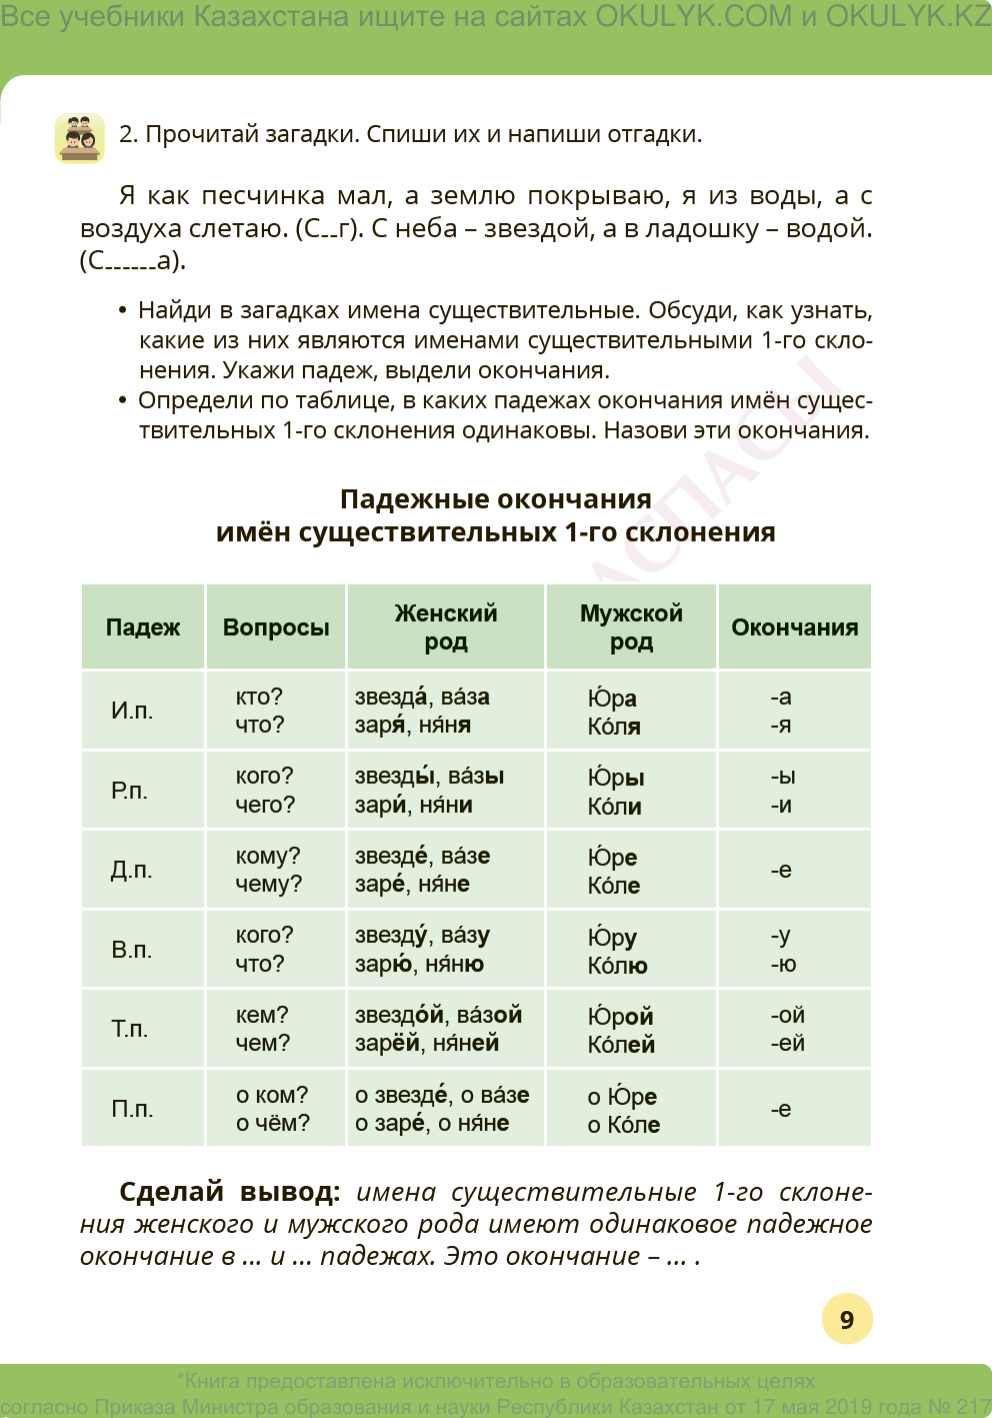 Все учебники Казахстана ищите на сайтах OKULYK.COM и OKULYK.KZ
2. Прочитай загадки. Спиши их и напиши отгадки.
Я как песчинка мал, а землю покрываю, я из воды, а с
воздуха слетаю. (С--г). С неба – звездой, а в ладошку – водой.
(С------а).
• Найди в загадках имена существительные. Обсуди, как узнать,
какие из них являются именами существительными 1-го скло-
нения. Укажи падеж, выдели окончания.
• Определи по таблице, в каких падежах окончания имён сущес-
твительных 1-го склонения одинаковы. Назови эти окончания.
АСПАСЫ
Падежные окончания
имён существительных 1-го склонения
Падеж Вопросы Женский род Мужской род Окончания
И.п. кто? звезда́, ва́за Ю́ра -а
что? заря́, ня́ня Ко́ля -я
Р.п. кого? звезды́, ва́зы Ю́ры -ы
чего? зари́, ня́ни Ко́ли -и
Д.п. кому? звезде́, ва́зе Ю́ре -е
чему? заре́, ня́не Ко́ле
В.п. кого? звезду́, ва́зу Ю́ру -у
что? зарю́, ня́ню Ко́лю -ю
Т.п. кем? звездо́й, ва́зой Ю́рой -ой
чем? зарёй, ня́ней Ко́лей -ей
П.п. о ком? о звезде́, о ва́зе о Ю́ре -е
о чём? о заре́, о ня́не о Ко́ле
Сделай вывод: имена существительные 1-го склоне-
ния женского и мужского рода имеют одинаковое падежное
окончание в ... и ... падежах. Это окончание – ... .
9
*Книга предоставлена исключительно в образовательных целях
согласно Приказа Министра образования и науки Республики Казахстан от 17 мая 2019 года № 217